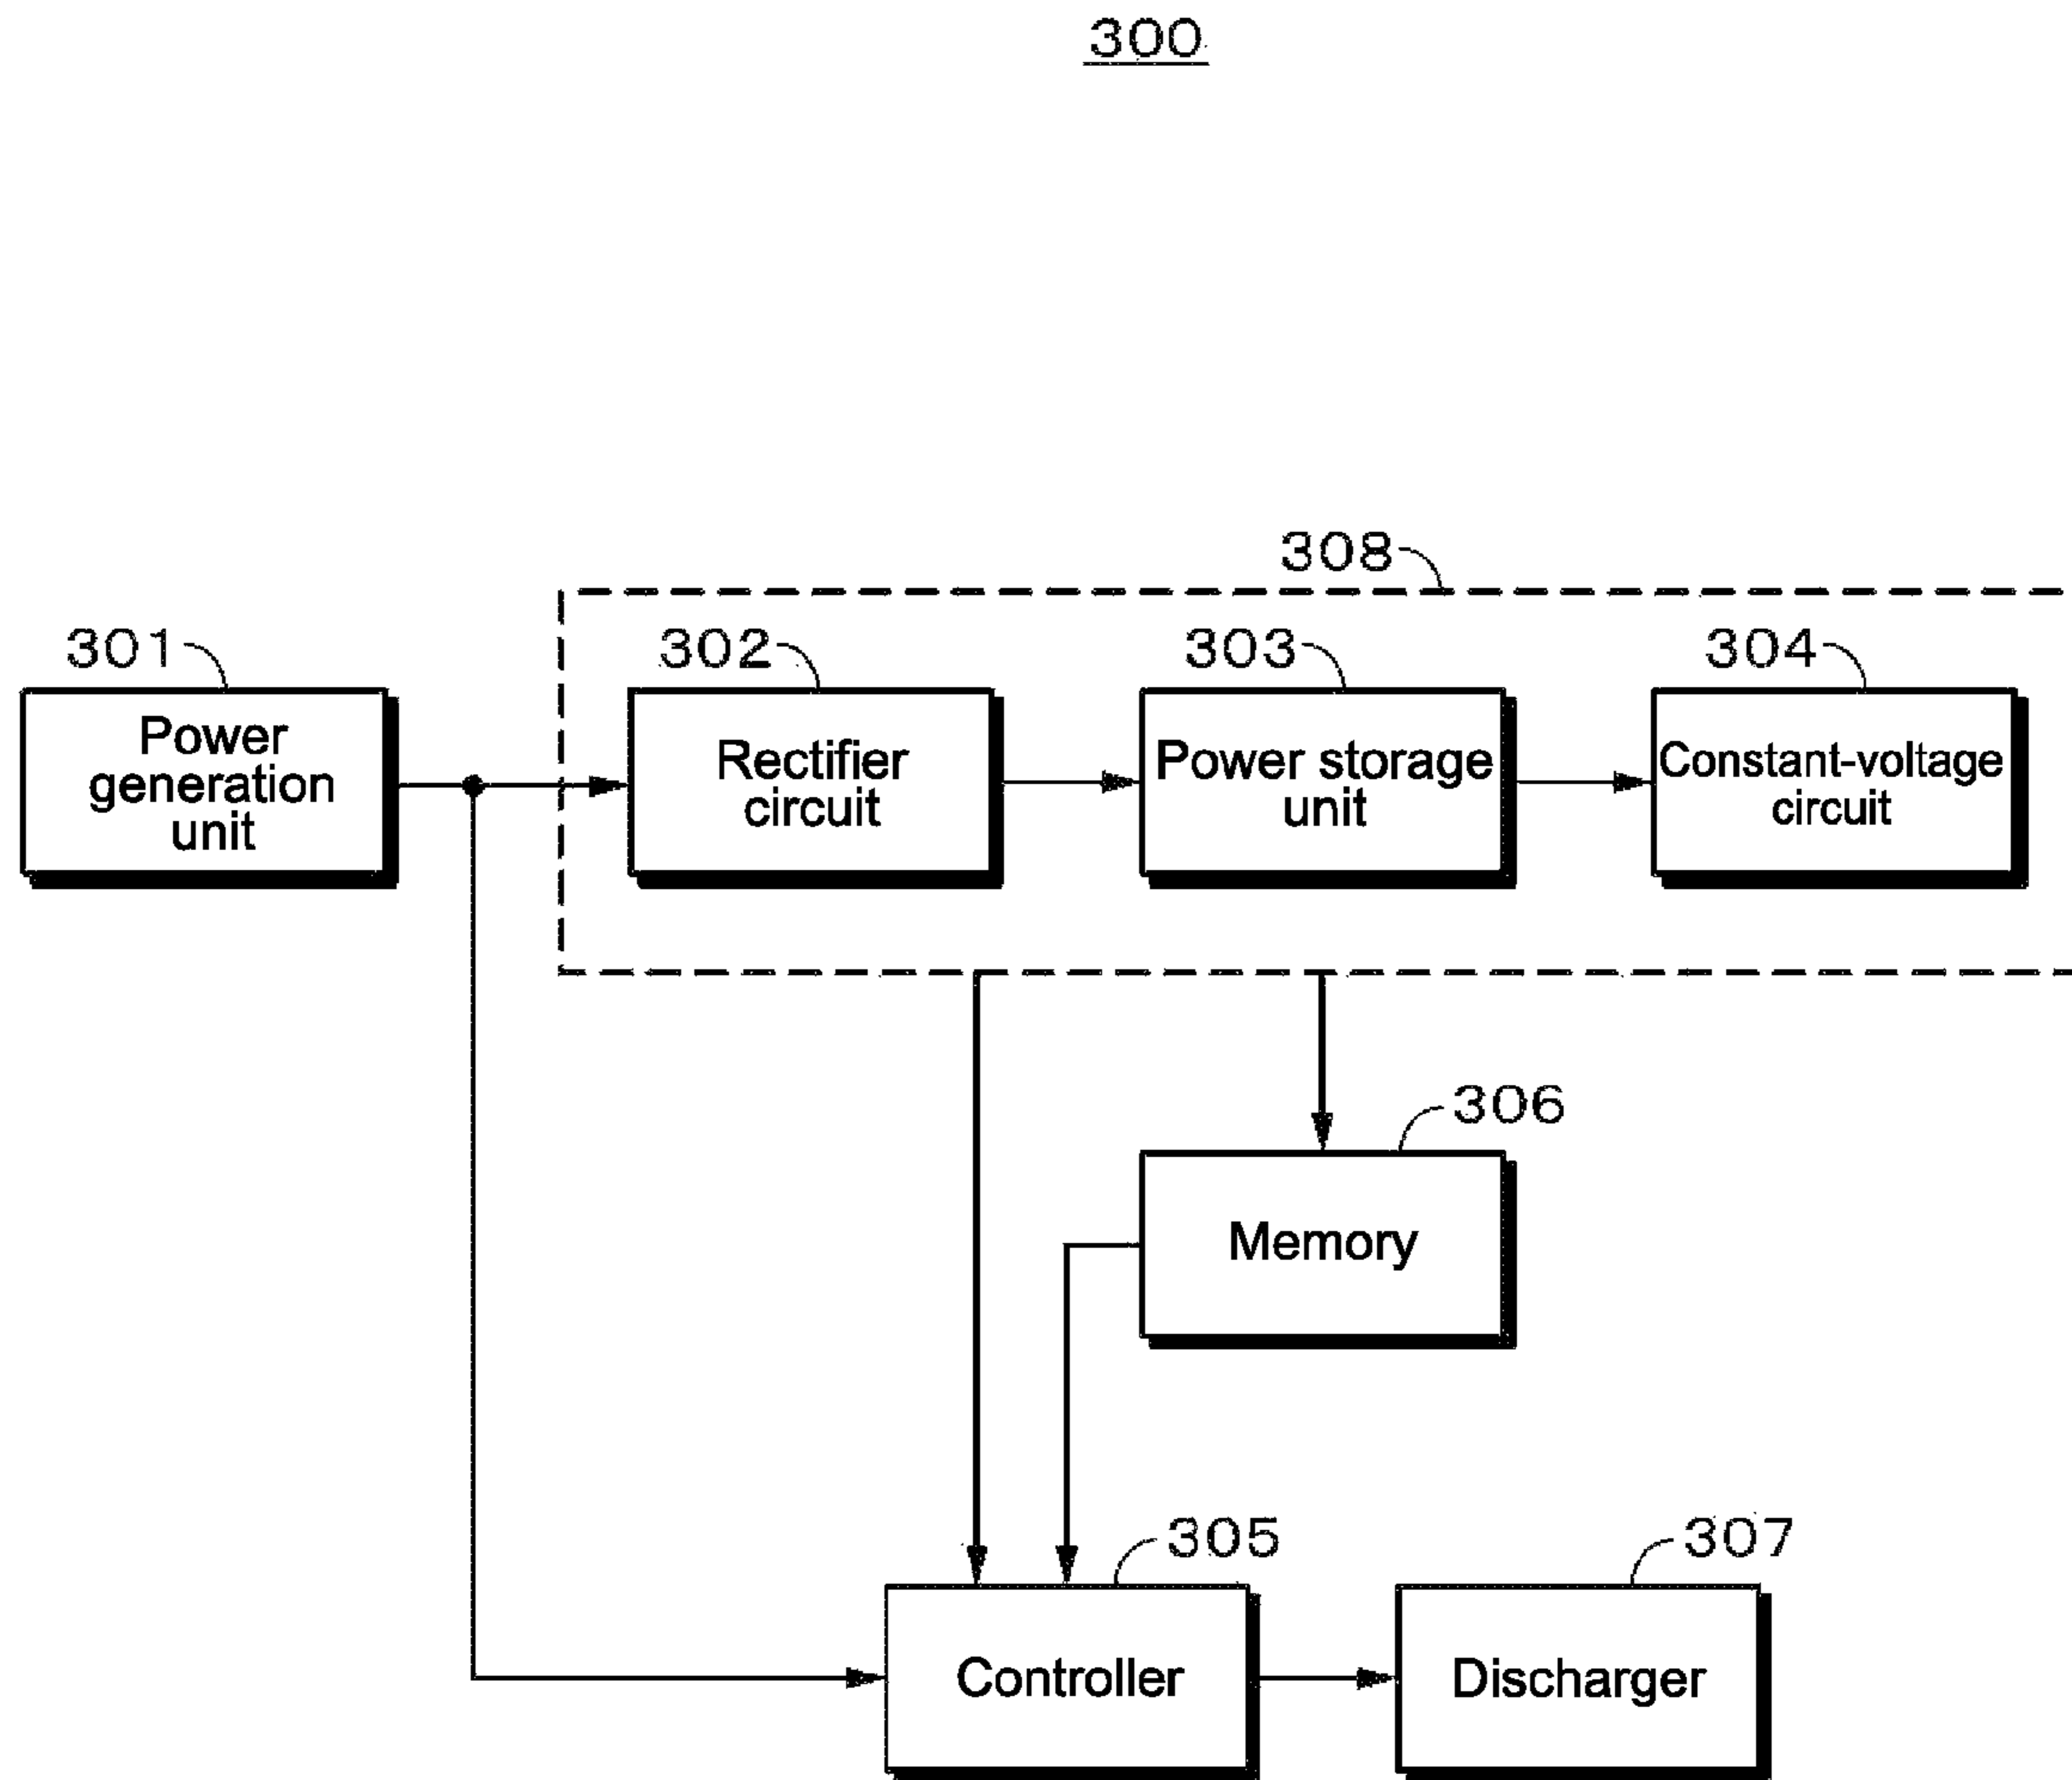 300
308
301
302
303
304
Power
generation
unit
Rectifier
circuit
Power storage
unit
Constant-voltage
circuit
306
Memory
305
307
Controller
Discharger